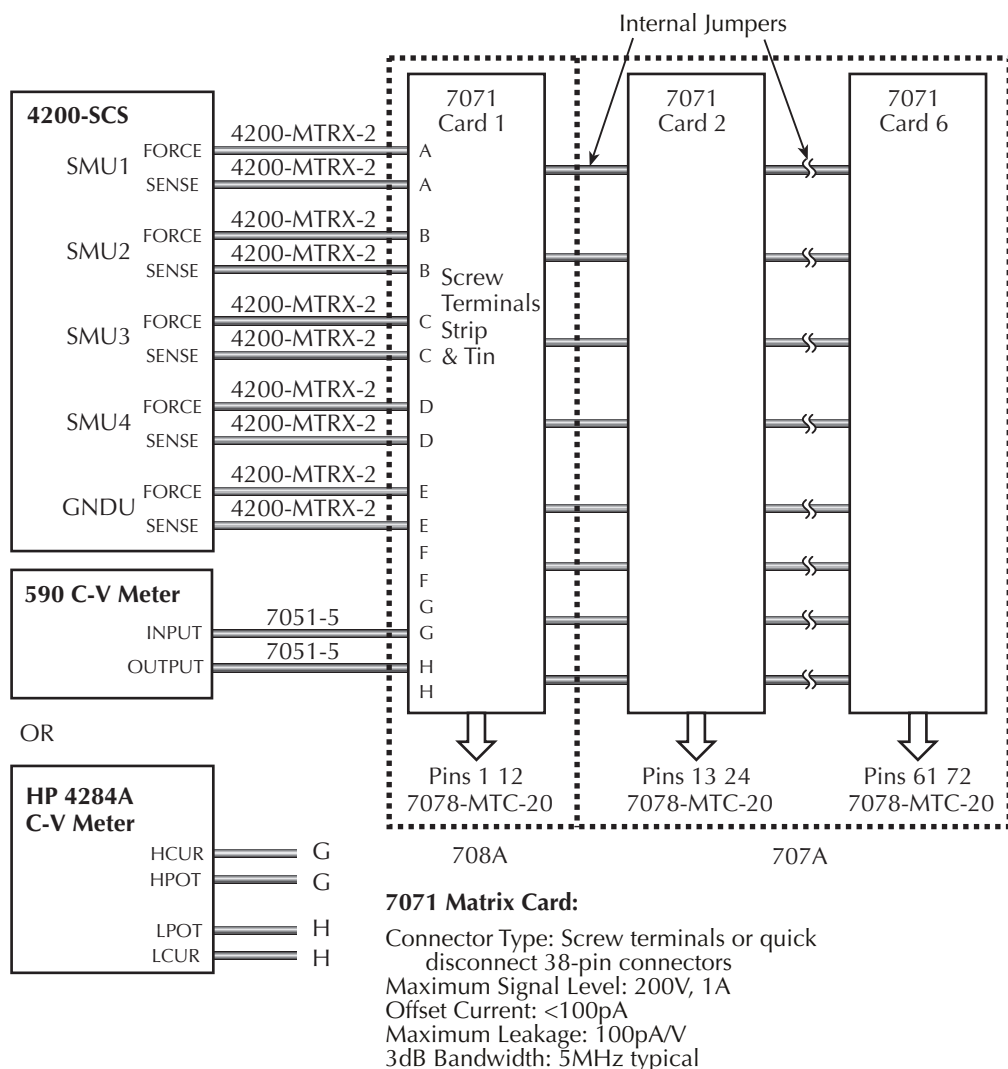 Internal Jumpers
4200-SCS
SMU1
FORCE
4200-MTRX-2
A
SENSE
4200-MTRX-2
A
SMU2
FORCE
4200-MTRX-2
B
SENSE
4200-MTRX-2
B
SMU3
FORCE
4200-MTRX-2
C
SENSE
4200-MTRX-2
C
SMU4
FORCE
4200-MTRX-2
D
SENSE
4200-MTRX-2
D
GNDU
FORCE
4200-MTRX-2
E
SENSE
4200-MTRX-2
E
F
F
G
G
H
H
7071
Card 1
Screw
Terminals
Strip
& Tin
7071
Card 2
7071
Card 6
590 C-V Meter
INPUT
7051-5
OUTPUT
7051-5
OR
HP 4284A
C-V Meter
HCUR
G
HPOT
G
LPOT
H
LCUR
H
Pins 1 12
7078-MTC-20
Pins 13 24
7078-MTC-20
Pins 61 72
7078-MTC-20
708A
707A
7071 Matrix Card:
Connector Type: Screw terminals or quick
disconnect 38-pin connectors
Maximum Signal Level: 200V, 1A
Offset Current: <100pA
Maximum Leakage: 100pA/V
3dB Bandwidth: 5MHz typical